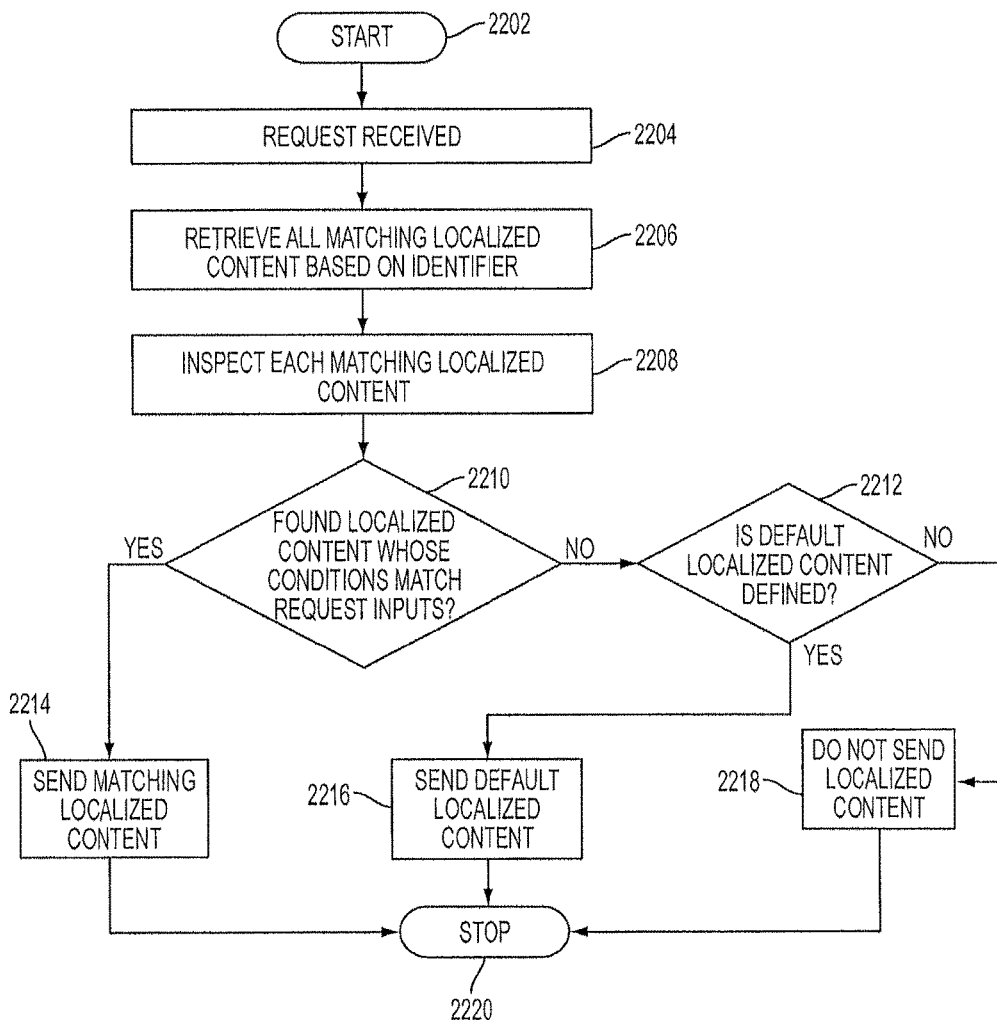 START
2202
REQUEST RECEIVED
2204
RETRIEVE ALL MATCHING LOCALIZED
CONTENT BASED ON IDENTIFIER
2206
INSPECT EACH MATCHING LOCALIZED
CONTENT
2208
2210
FOUND LOCALIZED
CONTENT WHOSE
CONDITIONS MATCH
REQUEST INPUTS?
YES
NO
2212
IS DEFAULT
LOCALIZED CONTENT
DEFINED?
NO
YES
2214
SEND MATCHING
LOCALIZED
CONTENT
2216
SEND DEFAULT
LOCALIZED
CONTENT
2218
DO NOT SEND
LOCALIZED
CONTENT
STOP
2220